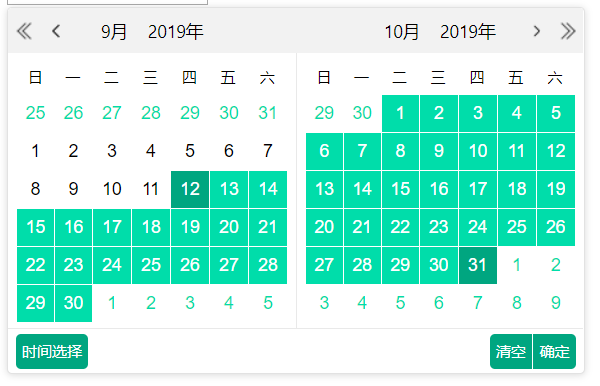 9月 2019年
日 一 二 三 四 五 六
25 26 27 28 29 30 31
1 2 3 4 5 6 7
8 9 10 11 12 13 14
15 16 17 18 19 20 21
22 23 24 25 26 27 28
29 30 1 2 3 4 5
10月 2019年
日 一 二 三 四 五 六
29 30 1 2 3 4 5
6 7 8 9 10 11 12
13 14 15 16 17 18 19
20 21 22 23 24 25 26
27 28 29 30 31 1 2
3 4 5 6 7 8 9
时间选择
清空 确定